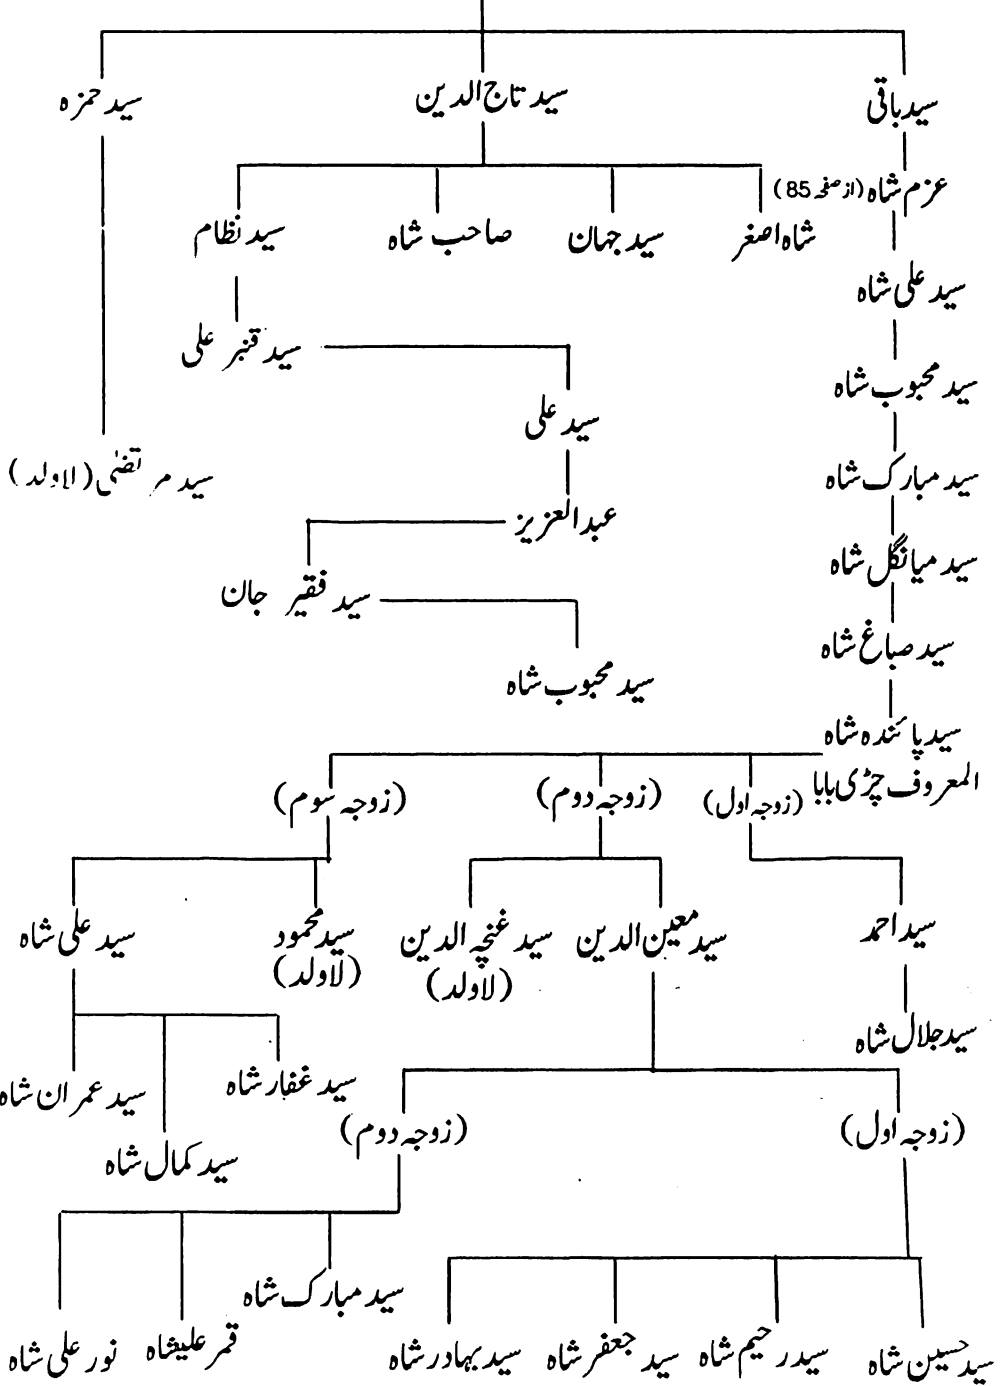 سید باقی
سید تاج الدین
سید حمزہ
عزم شاہ (از صفحہ 85)
شاہ اصغر
سید جہان
صاحب شاہ
سید نظام
سید علی شاہ
سید قنبر علی
سید محبوب شاہ
سید علی
سید مبارک شاہ
سید مرتضٰی (لاولد)
عبدالعزیز
سید میانگل شاہ
سید فقیر جان
سید صباغ شاہ
سید محبوب شاہ
سید پائندہ شاہ
المعروف چڑی بابا
(زوجہ اول)
(زوجہ دوم)
(زوجہ سوم)
سید احمد
سید معین الدین
سید غنچہ الدین
(لاولد)
سید محمود
(لاولد)
سید علی شاہ
سید جلال شاہ
سید غفار شاہ
سید عمران شاہ
سید کمال شاہ
(زوجہ اول)
(زوجہ دوم)
سید مبارک شاہ
قمر علیشاہ
نور علی شاہ
سید حسین شاہ
سید رحیم شاہ
سید جعفر شاہ
سید بہادر شاہ